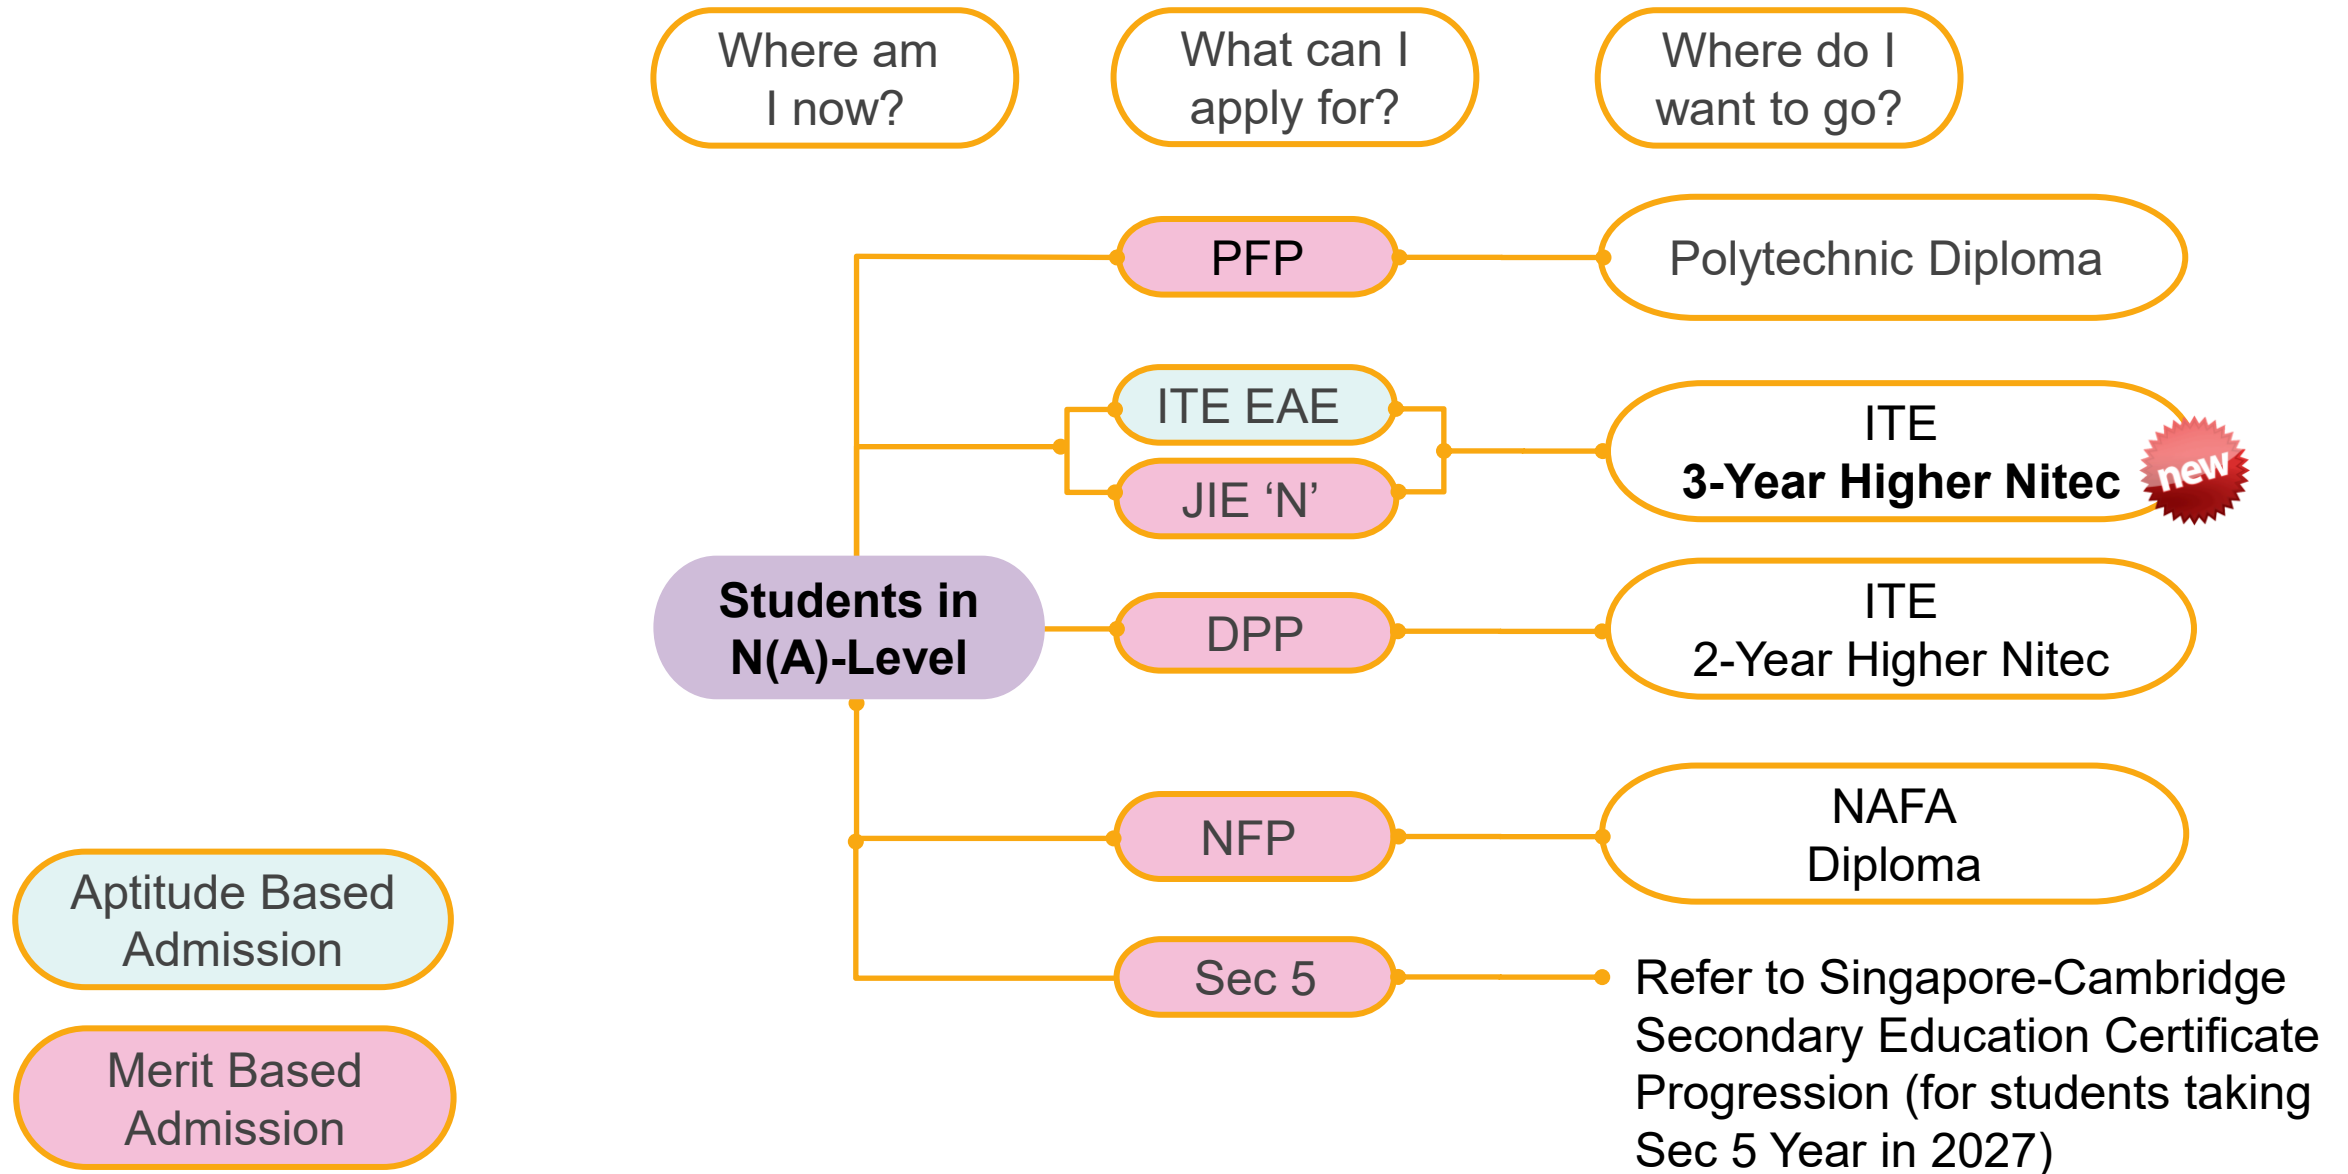 Where am
I now?
What can I
apply for?
Where do I
want to go?
PFP
Polytechnic Diploma
ITE EAE
JIE ‘N’
ITE
3-Year Higher Nitec
new
Students in
N(A)-Level
DPP
ITE
2-Year Higher Nitec
NFP
NAFA
Diploma
Sec 5
Refer to Singapore-Cambridge
Secondary Education Certificate
Progression (for students taking
Sec 5 Year in 2027)
Aptitude Based
Admission
Merit Based
Admission